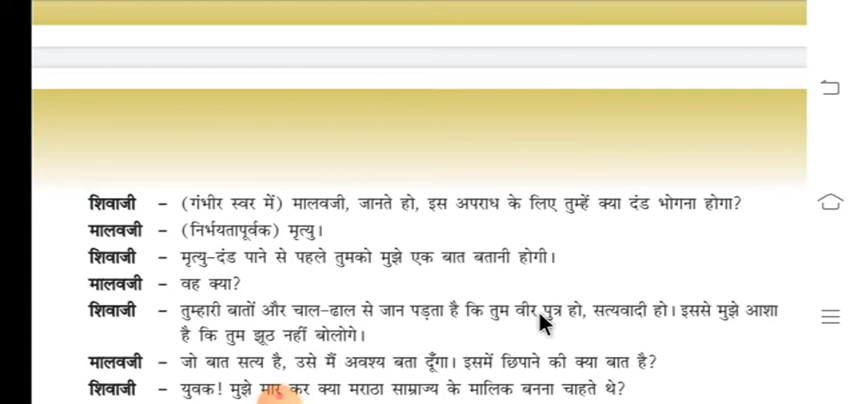 शिवाजी – (गंभीर स्वर में) मालवजी, जानते हो, इस अपराध के लिए तुम्हें क्या दंड भोगना होगा?
मालवजी – (निर्भयतापूर्वक) मृत्यु।
शिवाजी – मृत्यु-दंड पाने से पहले तुमको मुझे एक बात बतानी होगी।
मालवजी – वह क्या?
शिवाजी – तुम्हारी बातों और चाल-ढाल से जान पड़ता है कि तुम वीर पुत्र हो, सत्यवादी हो। इससे मुझे आशा
है कि तुम झूठ नहीं बोलोगे।
मालवजी – जो बात सत्य है, उसे मैं अवश्य बता दूँगा। इसमें छिपाने की क्या बात है?
शिवाजी – युवक! मुझे मार कर क्या मराठा साम्राज्य के मालिक बनना चाहते थे?